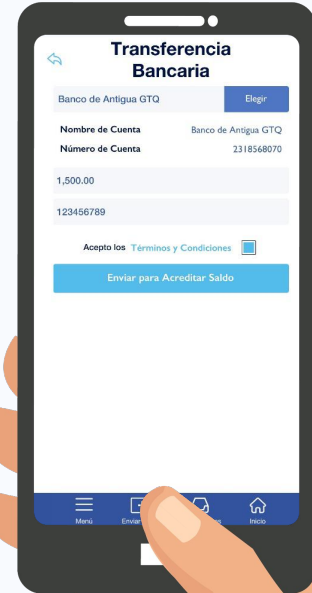 Transferencia
Bancaria
Banco de Antigua GTQ
Elegir
Nombre de Cuenta Banco de Antigua GTQ
Número de Cuenta 2318568070
1,500.00
123456789
Acepto los Términos y Condiciones
Enviar para Acreditar Saldo
Menú Enviar Inicio